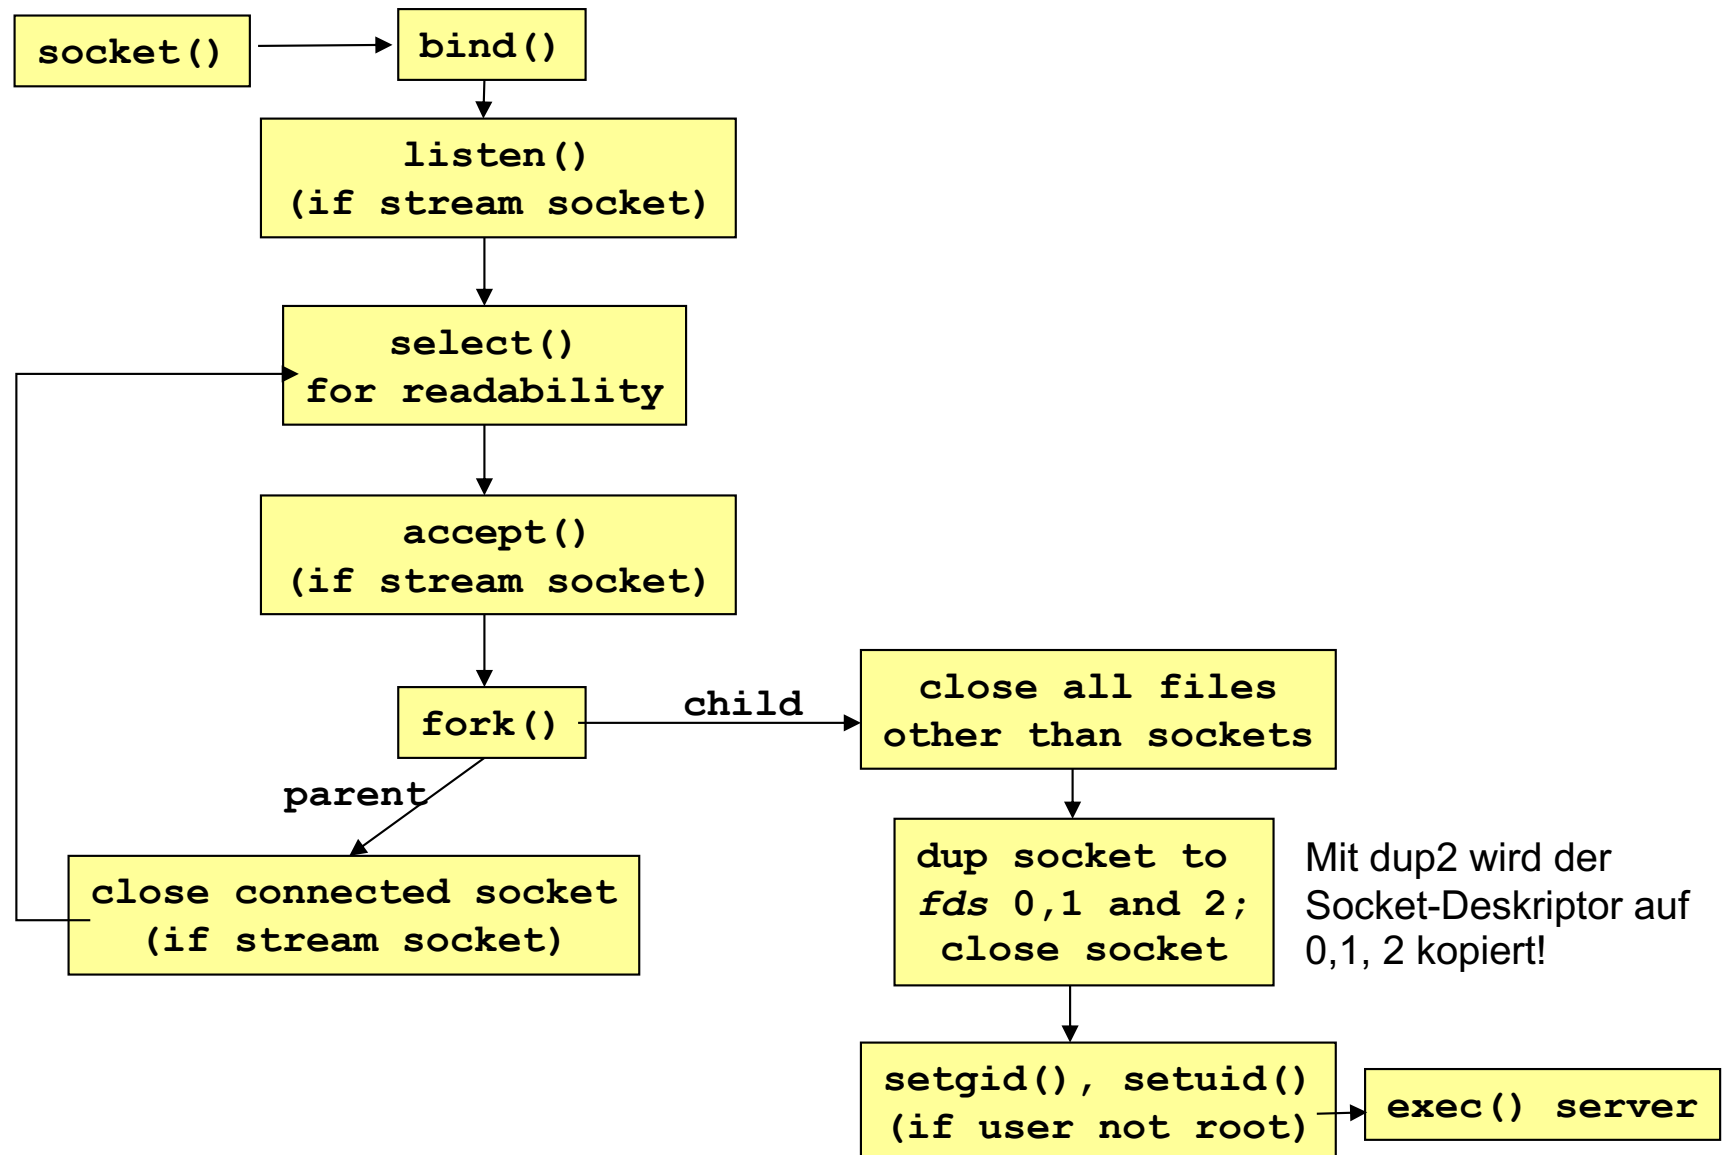 socket()
bind()
listen()
(if stream socket)
select()
for readability
accept()
(if stream socket)
fork()
child
close all files
other than sockets
parent
close connected socket
(if stream socket)
dup socket to
fds 0,1 and 2;
close socket
Mit dup2 wird der
Socket-Deskriptor auf
0,1, 2 kopiert!
setgid(), setuid()
(if user not root)
exec() server